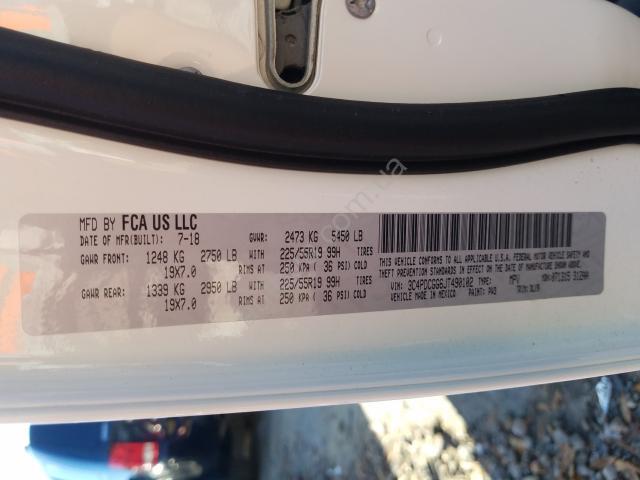 MFD BY FCA US LLC
DATE OF MFR(BUILT): 7-18 GVWR: 2473 KG 5450 LB
GAWR FRONT: 1248 KG 2750 LB WITH 225/55R19 99H TIRES
19X7.0 RIMS AT 250 KPA ( 36 PSI) COLD
GAWR REAR: 1339 KG 2950 LB WITH 225/55R19 99H TIRES
19X7.0 RIMS AT 250 KPA ( 36 PSI) COLD
THIS VEHICLE CONFORMS TO ALL APPLICABLE U.S.A. FEDERAL MOTOR VEHICLE SAFETY,
BUMPER, AND THEFT PREVENTION STANDARDS IN EFFECT ON THE DATE OF MANUFACTURE SHOWN ABOVE.
VIN: 3C4PDCGG6JT490102 TYPE: MPV
VEHICLE MADE IN MEXICO PAINT: PW3 TRIM: